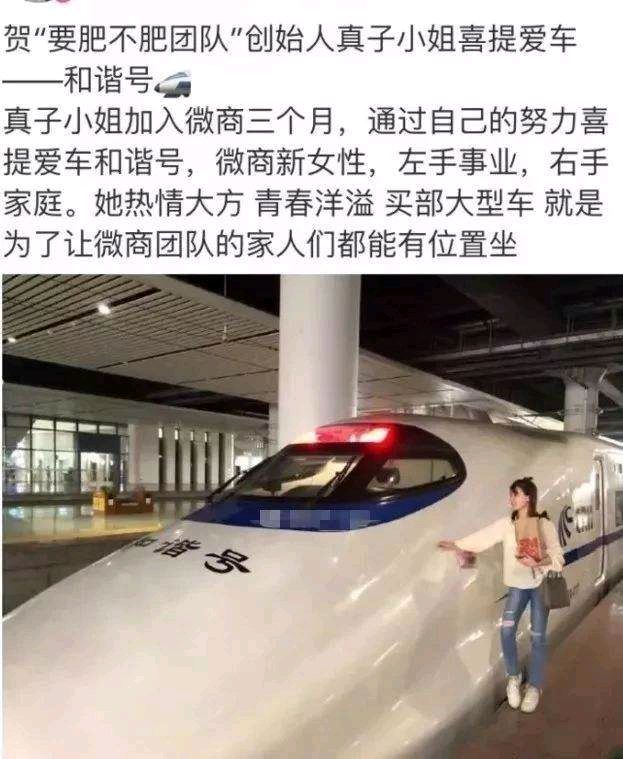 贺“要肥不肥团队”创始人真子小姐喜提爱车
——和谐号🚄
真子小姐加入微商三个月，通过自己的努力喜
提爱车和谐号，微商新女性，左手事业，右手
家庭。她热情大方 青春洋溢 买部大型车 就是
为了让微商团队的家人们都能有位置坐
和谐号